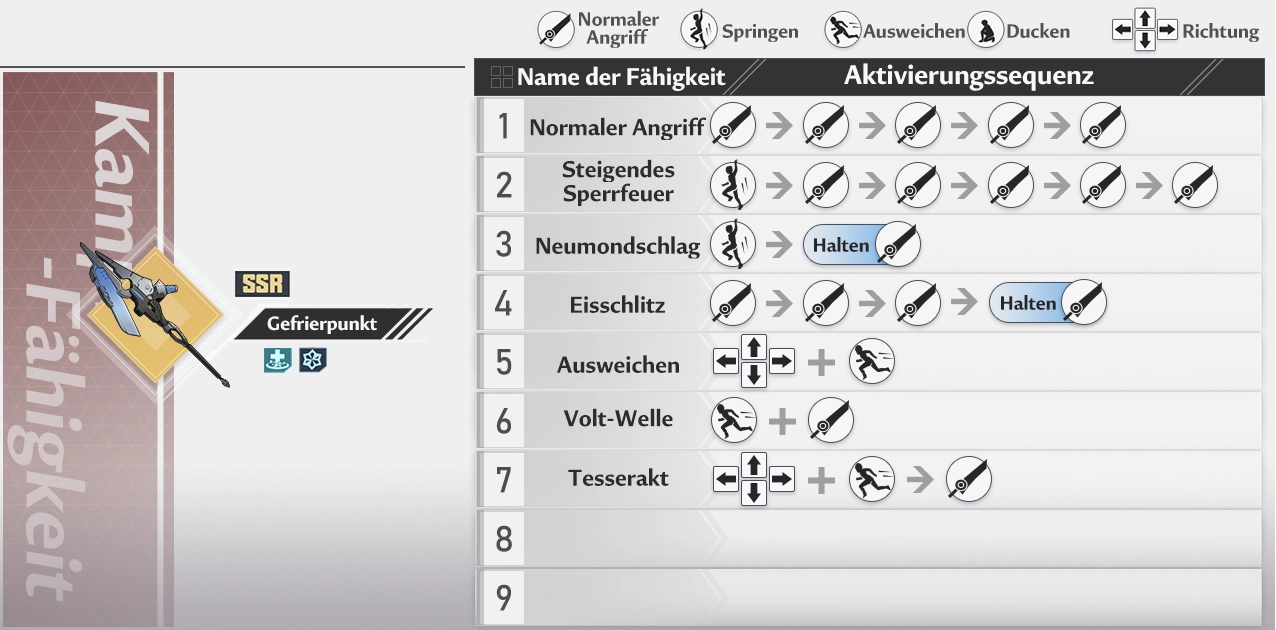 Normaler
Angriff
Springen
Ausweichen
Ducken
Richtung
Name der Fähigkeit
Aktivierungssequenz
Kampf
-Fähigkeit
SSR
Gefrierpunkt
1 Normaler Angriff
2 Steigendes
Sperrfeuer
3 Neumondschlag Halten
4 Eisschlitz Halten
5 Ausweichen
6 Volt-Welle
7 Tesserakt
8
9